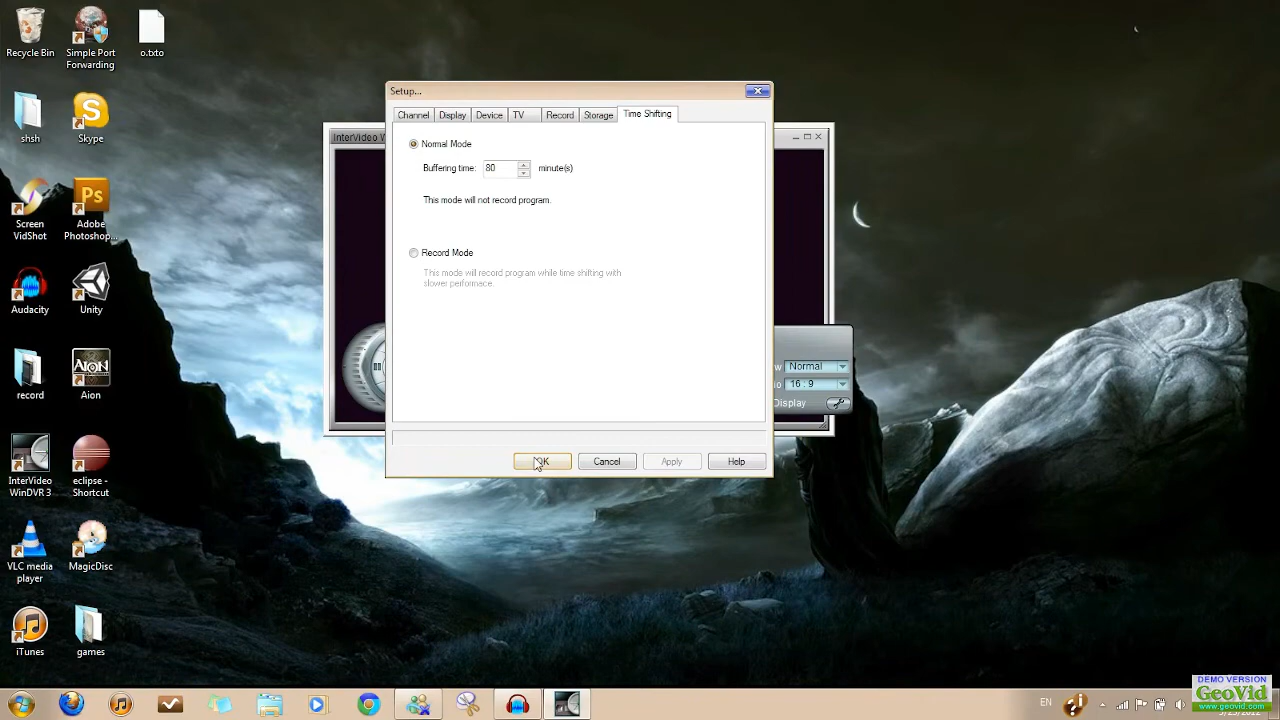 Recycle Bin
Simple Port
Forwarding
o.txto
shsh
Skype
Screen
VidShot
Adobe
Photoshop...
Ps
Audacity
Unity
record
AION
Aion
InterVideo
WinDVR 3
eclipse -
Shortcut
VLC media
player
MagicDisc
iTunes
games
InterVideo W
Setup...
Channel
Display
Device
TV
Record
Storage
Time Shifting
Normal Mode
Buffering time: 80 minute(s)
This mode will not record program.
Record Mode
This mode will record program while time shifting with
slower performace.
OK
Cancel
Apply
Help
w Normal
io 16 : 9
Display
EN
DEMO VERSION
GeoVid
www.geovid.com